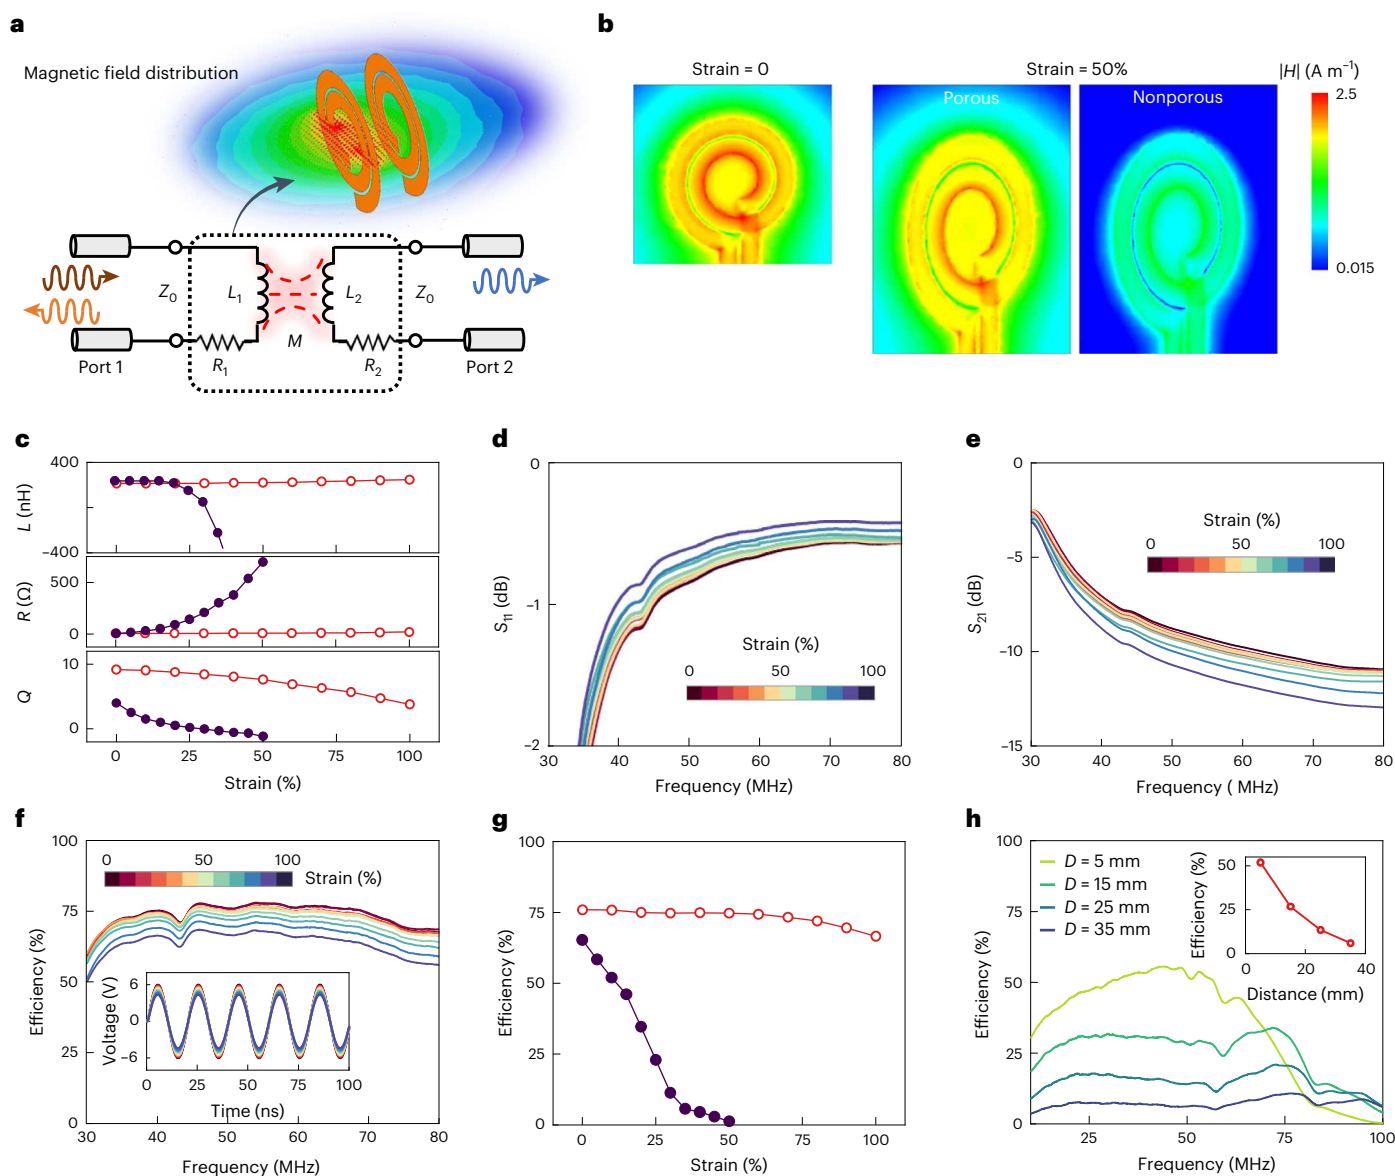 a
Magnetic field distribution
Z0
L1
L2
Z0
M
R1
R2
Port 1
Port 2
b
Strain = 0
Strain = 50%
|H| (A m−1)
Porous
Nonporous
2.5
0.015
c
400
−400
L (nH)
500
0
R (Ω)
10
0
Q
0 25 50 75 100
Strain (%)
d
0
−1
−2
S11 (dB)
Strain (%)
0 50 100
30 40 50 60 70 80
Frequency (MHz)
e
0
−5
−10
−15
S21 (dB)
Strain (%)
0 50 100
30 40 50 60 70 80
Frequency ( MHz)
f
100
75
50
25
0
Efficiency (%)
0 50 100
Strain (%)
6
0
−6
Voltage (V)
0 25 50 75 100
Time (ns)
30 40 50 60 70 80
Frequency (MHz)
g
100
75
50
25
0
Efficiency (%)
0 25 50 75 100
Strain (%)
h
100
75
50
25
0
Efficiency (%)
D = 5 mm
D = 15 mm
D = 25 mm
D = 35 mm
50
25
0
Efficiency (%)
0 20 40
Distance (mm)
25 50 75 100
Frequency (MHz)